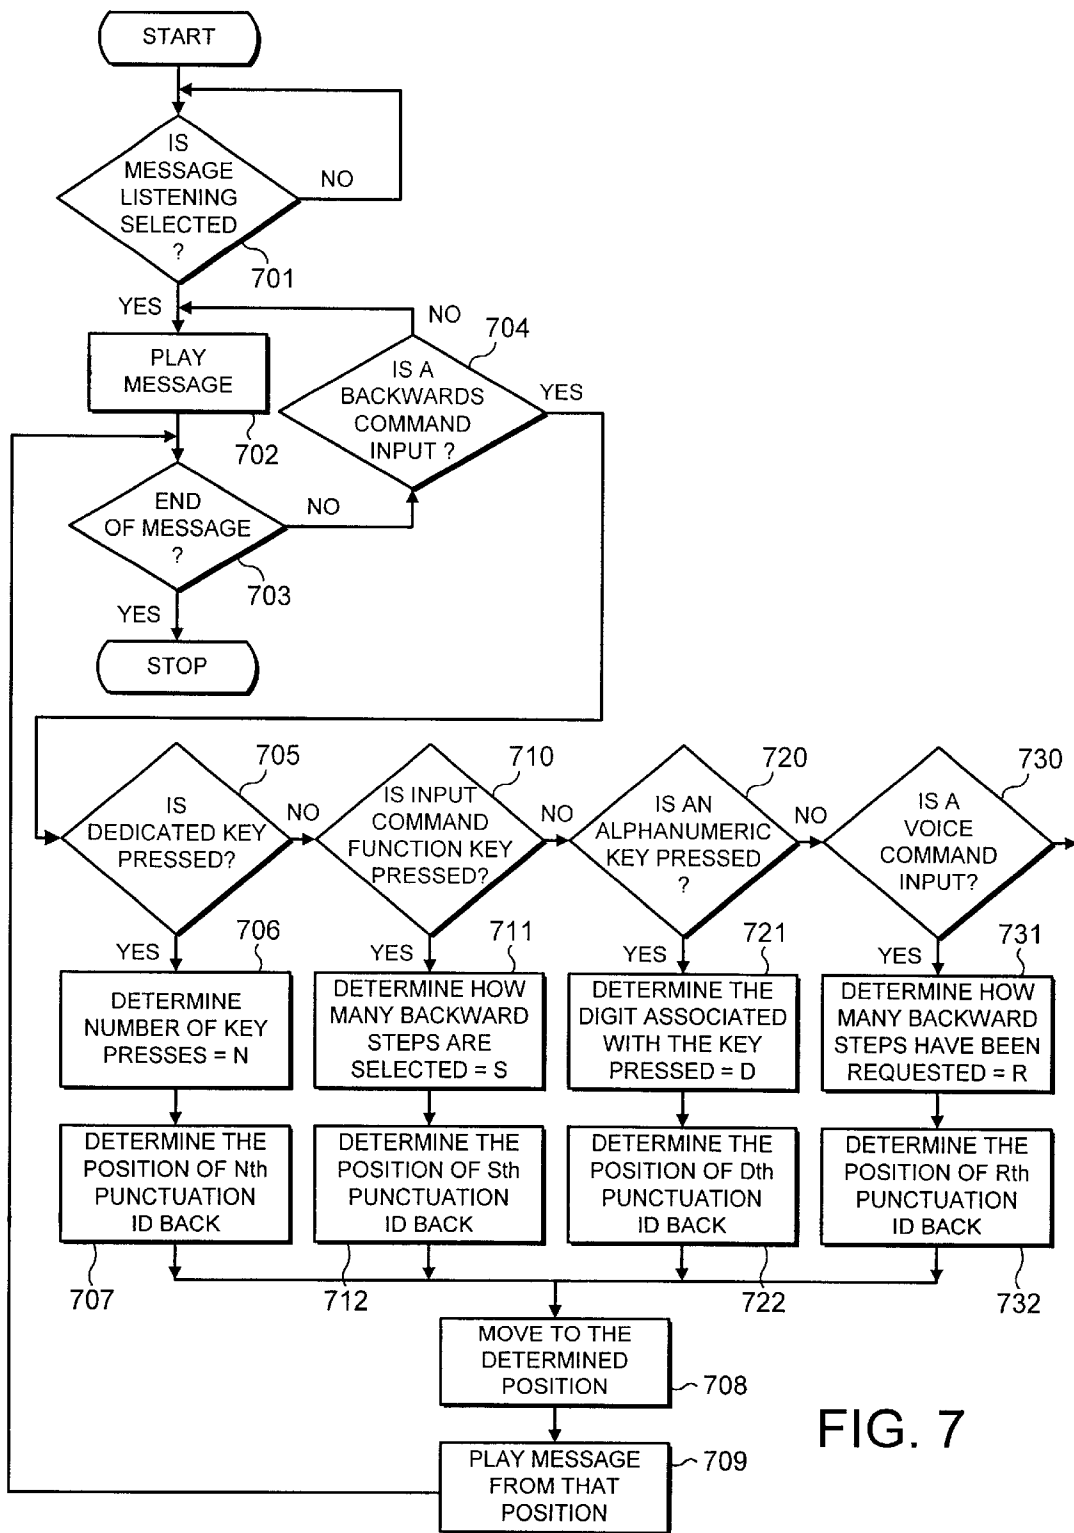 START
IS
MESSAGE
LISTENING
SELECTED
?
NO
701
YES
NO
704
PLAY
MESSAGE
702
IS A
BACKWARDS
COMMAND
INPUT ?
YES
END
OF MESSAGE
?
NO
703
YES
STOP
705
IS
DEDICATED KEY
PRESSED?
NO
YES
710
IS INPUT
COMMAND
FUNCTION KEY
PRESSED?
NO
YES
720
IS AN
ALPHANUMERIC
KEY PRESSED
?
NO
YES
730
IS A
VOICE
COMMAND
INPUT?
YES
706
DETERMINE
NUMBER OF KEY
PRESSES = N
711
DETERMINE HOW
MANY BACKWARD
STEPS ARE
SELECTED = S
721
DETERMINE THE
DIGIT ASSOCIATED
WITH THE KEY
PRESSED = D
731
DETERMINE HOW
MANY BACKWARD
STEPS HAVE BEEN
REQUESTED = R
DETERMINE THE
POSITION OF Nth
PUNCTUATION
ID BACK
707
DETERMINE THE
POSITION OF Sth
PUNCTUATION
ID BACK
712
DETERMINE THE
POSITION OF Dth
PUNCTUATION
ID BACK
722
DETERMINE THE
POSITION OF Rth
PUNCTUATION
ID BACK
732
MOVE TO THE
DETERMINED
POSITION
708
PLAY MESSAGE
FROM THAT
POSITION
709
FIG. 7